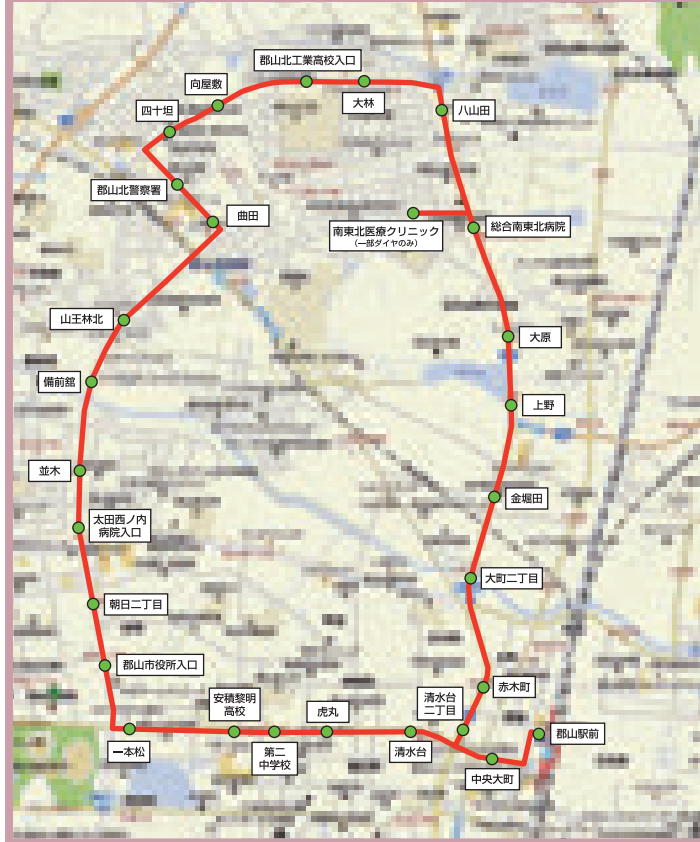 郡山北工業高校入口
向屋敷
大林
四十坦
八山田
郡山北警察署
曲田
総合南東北病院
南東北医療クリニック
(一部ダイヤのみ)
山王林北
大原
備前舘
上野
並木
金堀田
太田西ノ内
病院入口
大町二丁目
朝日二丁目
郡山市役所入口
赤木町
安積黎明
高校
虎丸
清水台
二丁目
郡山駅前
一本松
第二
中学校
清水台
中央大町